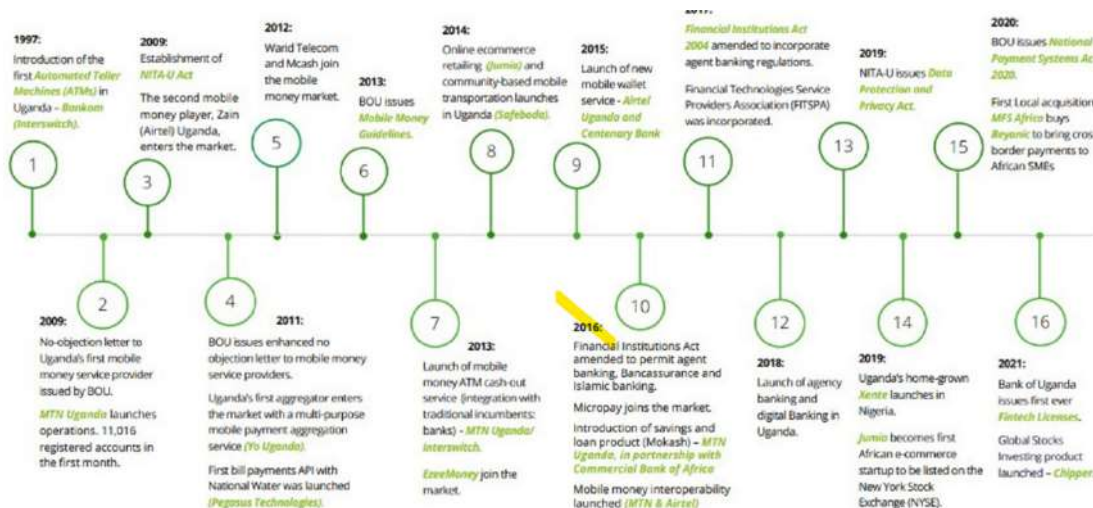 1997:
Introduction of the
first Automated Teller
Machines (ATMs) in
Uganda – Bankom
(Interswitch).
1
2009:
No-objection letter to
Uganda's first mobile
money service provider
issued by BOU.
MTN Uganda launches
operations. 11,016
registered accounts in
the first month.
2
2009:
Establishment of
NITA-U Act
The second mobile
money player, Zain
(Airtel) Uganda,
enters the market.
3
2011:
BOU issues enhanced no
objection letter to mobile money
service providers.
Uganda's first aggregator enters
the market with a multi-purpose
mobile payment aggregation
service (Yo Uganda).
First bill payments API with
National Water was launched
(Pegasus Technologies).
4
2012:
Warid Telecom
and Mcash join
the mobile
money market.
5
2013:
BOU issues
Mobile Money
Guidelines.
6
2013:
Launch of mobile
money ATM cash-out
service (integration with
traditional incumbents:
banks) - MTN Uganda/
Interswitch.
EzeeMoney join the
market.
7
2014:
Online ecommerce
retailing (Jumia) and
community-based mobile
transportation launches
in Uganda (Safeboda).
8
2015:
Launch of new
mobile wallet
service - Airtel
Uganda and
Centenary Bank
9
2016:
Financial Institutions Act
amended to permit agent
banking, Bancassurance and
Islamic banking.
Micropay joins the market.
Introduction of savings and
loan product (Mokash) – MTN
Uganda, in partnership with
Commercial Bank of Africa
Mobile money interoperability
launched (MTN & Airtel)
10
2017:
Financial Institutions Act
2004 amended to incorporate
agent banking regulations.
Financial Technologies Service
Providers Association (FITSPA)
was incorporated.
11
2018:
Launch of agency
banking and
digital Banking in
Uganda.
12
2019:
NITA-U issues Data
Protection and
Privacy Act.
13
2019:
Uganda's home-grown
Xente launches in
Nigeria.
Jumia becomes first
African e-commerce
startup to be listed on the
New York Stock
Exchange (NYSE).
14
2020:
BOU issues National
Payment Systems Ac
2020.
First Local acquisition
MFS Africa buys
Beyonic to bring cros
border payments to
African SMEs
15
2021:
Bank of Uganda
issues first ever
Fintech Licenses.
Global Stocks
Investing product
launched – Chipper
16